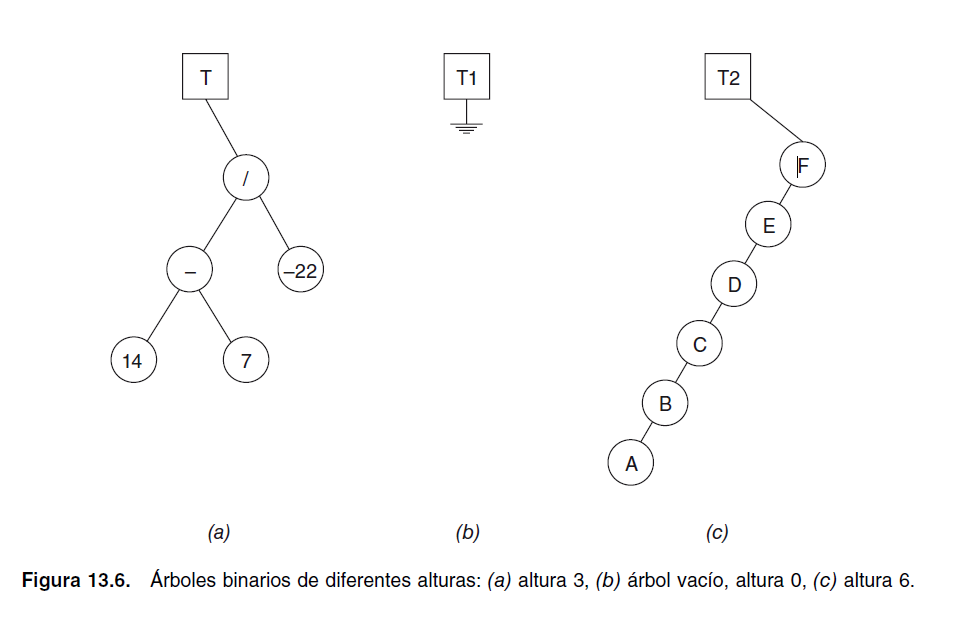 T T1 T2
/ F
E
– –22
D
C
14 7
B
A
(a) (b) (c)
Figura 13.6. Árboles binarios de diferentes alturas: (a) altura 3, (b) árbol vacío, altura 0, (c) altura 6.